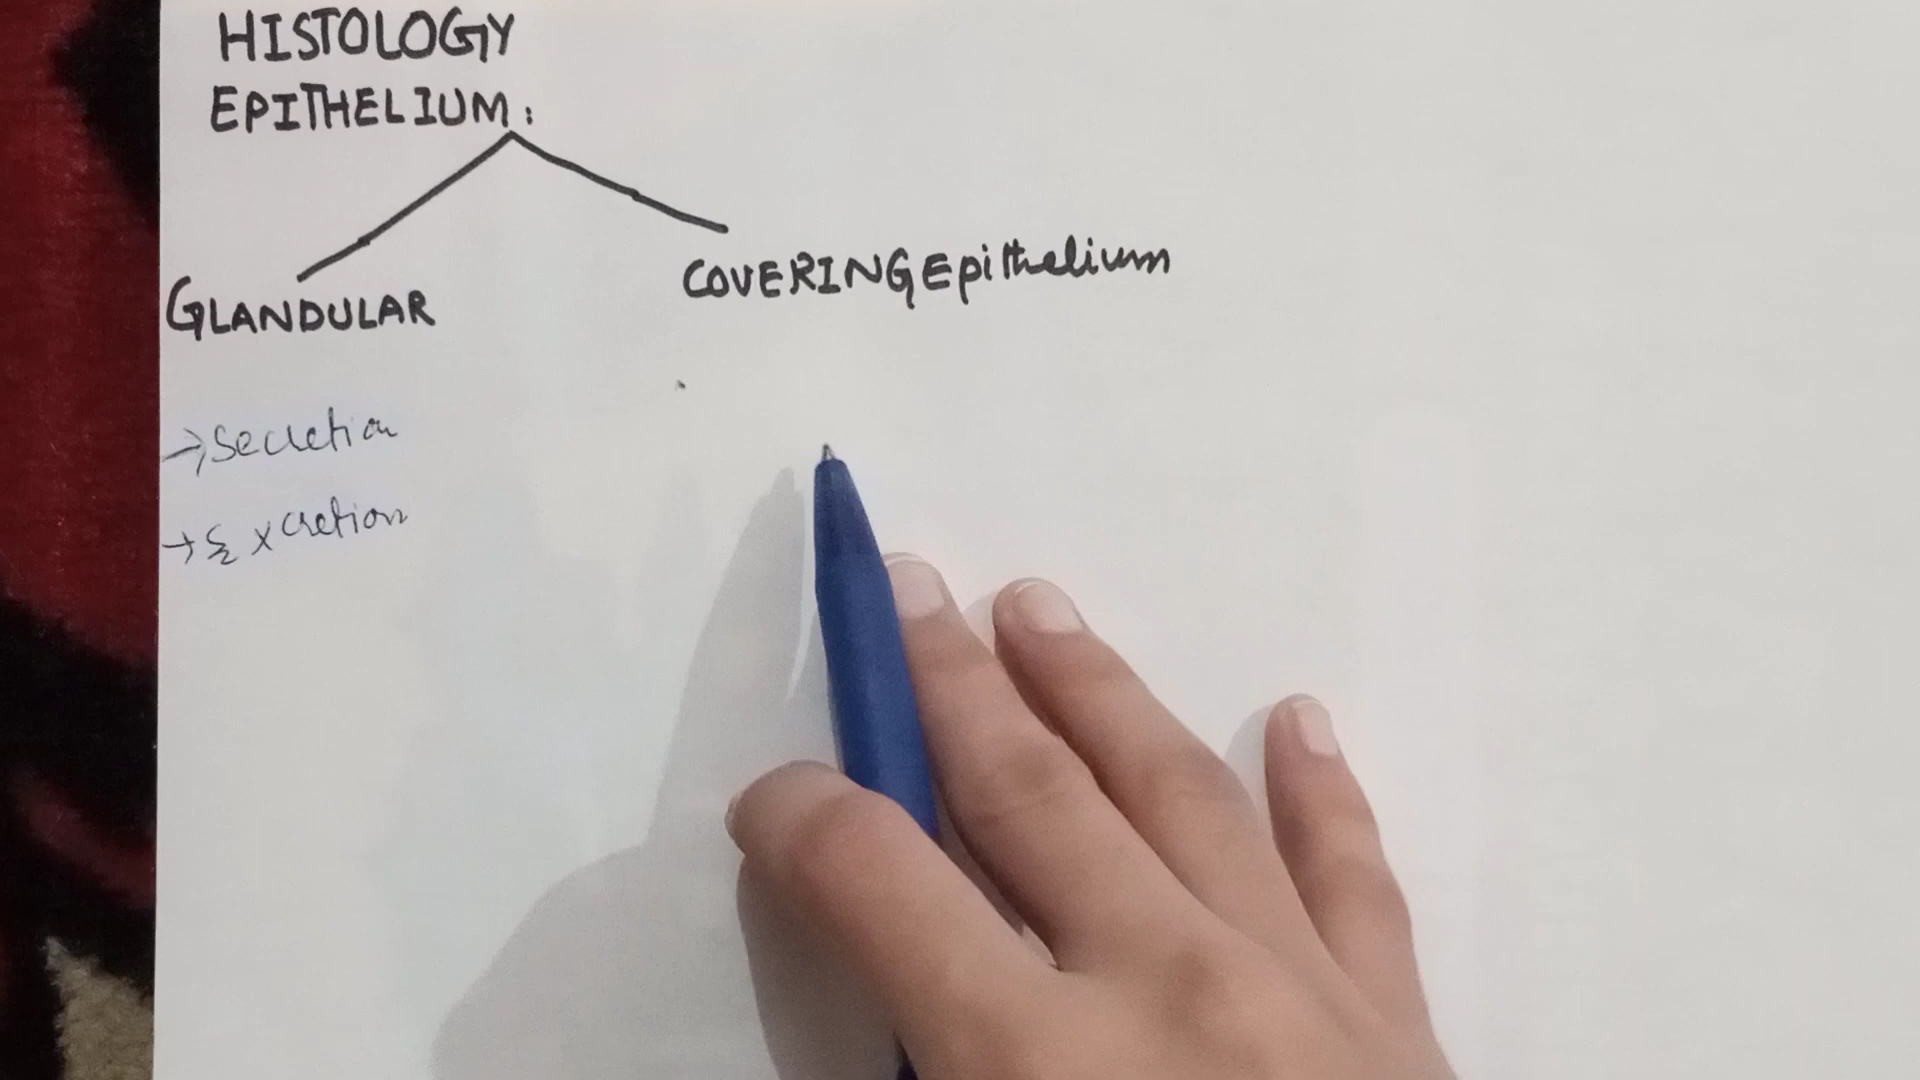 HISTOLOGY
EPITHELIUM:
GLANDULAR
COVERING Epithelium
→ Secretion
→ Excretion